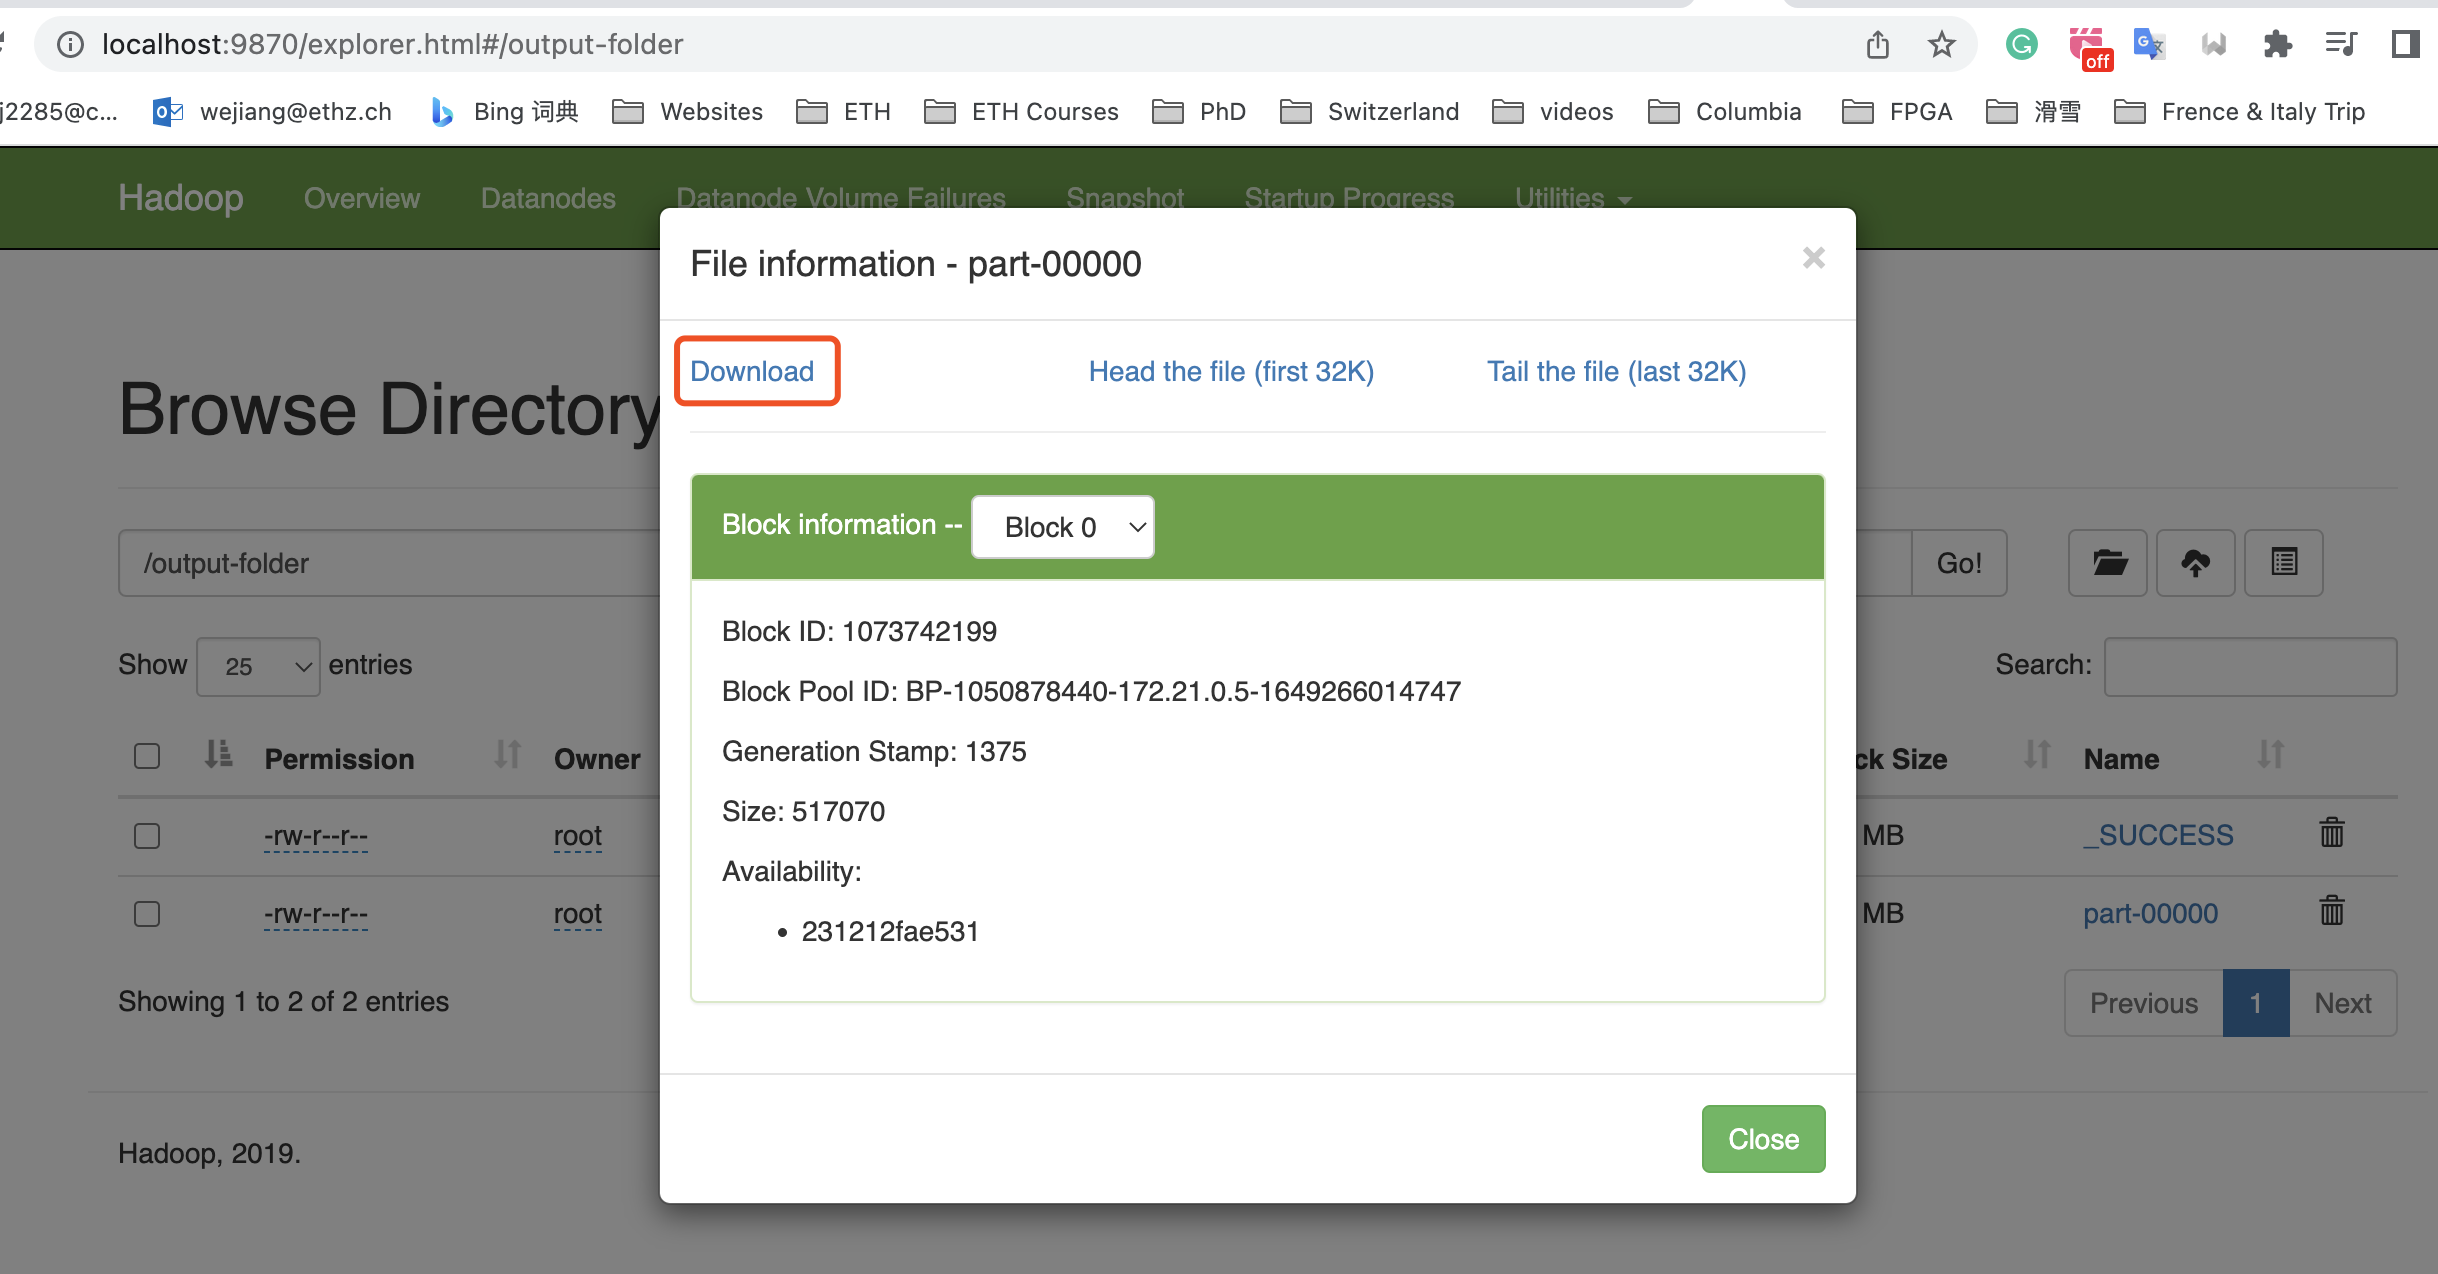 localhost:9870/explorer.html#/output-folder
off
j2285@c... wejiang@ethz.ch Bing 词典 Websites ETH ETH Courses PhD Switzerland videos Columbia FPGA 滑雪 Frence & Italy Trip
Hadoop Overview Datanodes Datanode Volume Failures Snapshot Startup Progress Utilities
File information - part-00000
×
Download Head the file (first 32K) Tail the file (last 32K)
Browse Directory
Block information -- Block 0
/output-folder
Go!
Block ID: 1073742199
Show 25 entries
Search:
Block Pool ID: BP-1050878440-172.21.0.5-1649266014747
Permission Owner
ck Size Name
Generation Stamp: 1375
Size: 517070
-rw-r--r-- root
MB _SUCCESS
Availability:
-rw-r--r-- root
MB part-00000
• 231212fae531
Showing 1 to 2 of 2 entries
Previous 1 Next
Close
Hadoop, 2019.